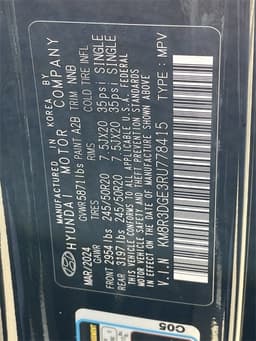 MANUFACTURED IN KOREA BY
HYUNDAI MOTOR COMPANY
MAR/2024 GVWR5871lbs PAINT A2B TRIM NNB
GAWR TIRES RIMS COLD TIRE INFL
FRONT 2954 lbs 245/50R20 7.5JX20 35psi SINGLE
REAR 3197 lbs 245/50R20 7.5JX20 35psi SINGLE
THIS VEHICLE CONFORMS TO ALL APPLICABLE U.S.A. FEDERAL
MOTOR VEHICLE SAFETY AND THEFT PREVENTION STANDARDS
IN EFFECT ON THE DATE OF MANUFACTURE SHOWN ABOVE
V.I.N KM8R3DGE3RU778415 TYPE : MPV
C05